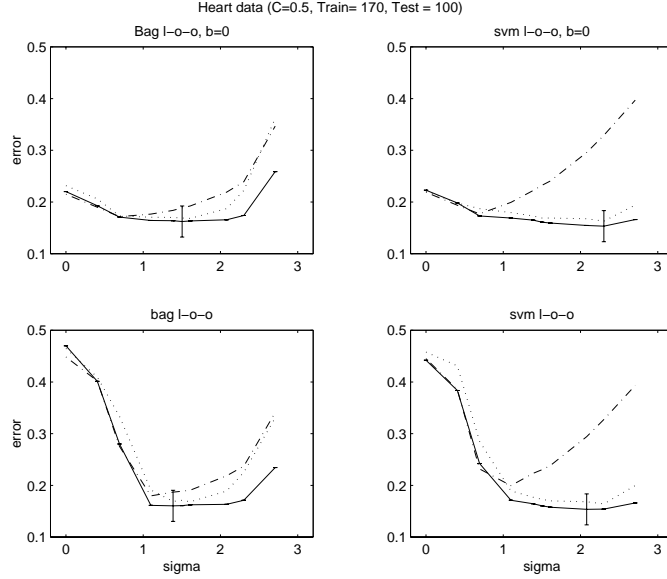 Heart data (C=0.5, Train= 170, Test = 100)
Bag l-o-o, b=0
svm l-o-o, b=0
0.5
0.4
0.3
0.2
0.1
error
0 1 2 3
0.5
0.4
0.3
0.2
0.1
0 1 2 3
bag l-o-o
svm l-o-o
0.5
0.4
0.3
0.2
0.1
error
0 1 2 3
sigma
0.5
0.4
0.3
0.2
0.1
0 1 2 3
sigma